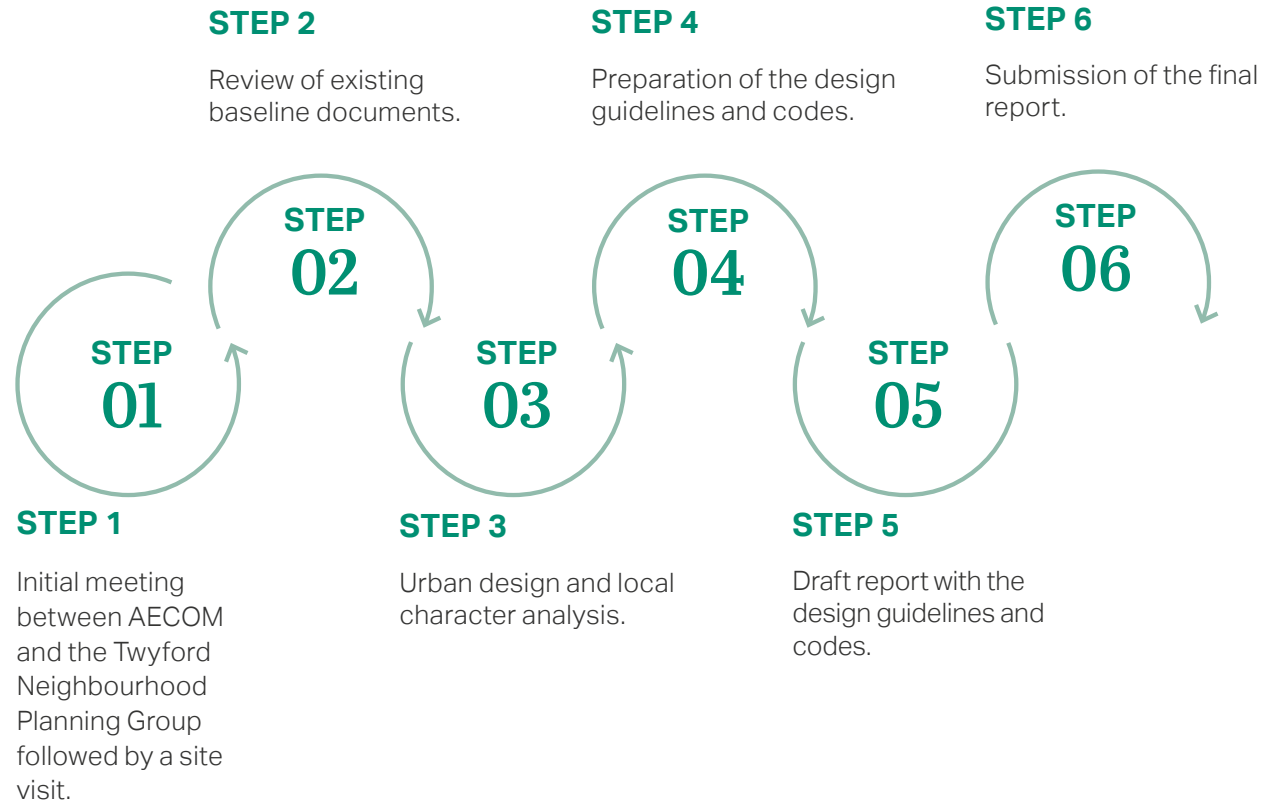 STEP 2
Review of existing
baseline documents.
STEP 4
Preparation of the design
guidelines and codes.
STEP 6
Submission of the final
report.
STEP
01
STEP
02
STEP
03
STEP
04
STEP
05
STEP
06
STEP 1
Initial meeting
between AECOM
and the Twyford
Neighbourhood
Planning Group
followed by a site
visit.
STEP 3
Urban design and local
character analysis.
STEP 5
Draft report with the
design guidelines and
codes.